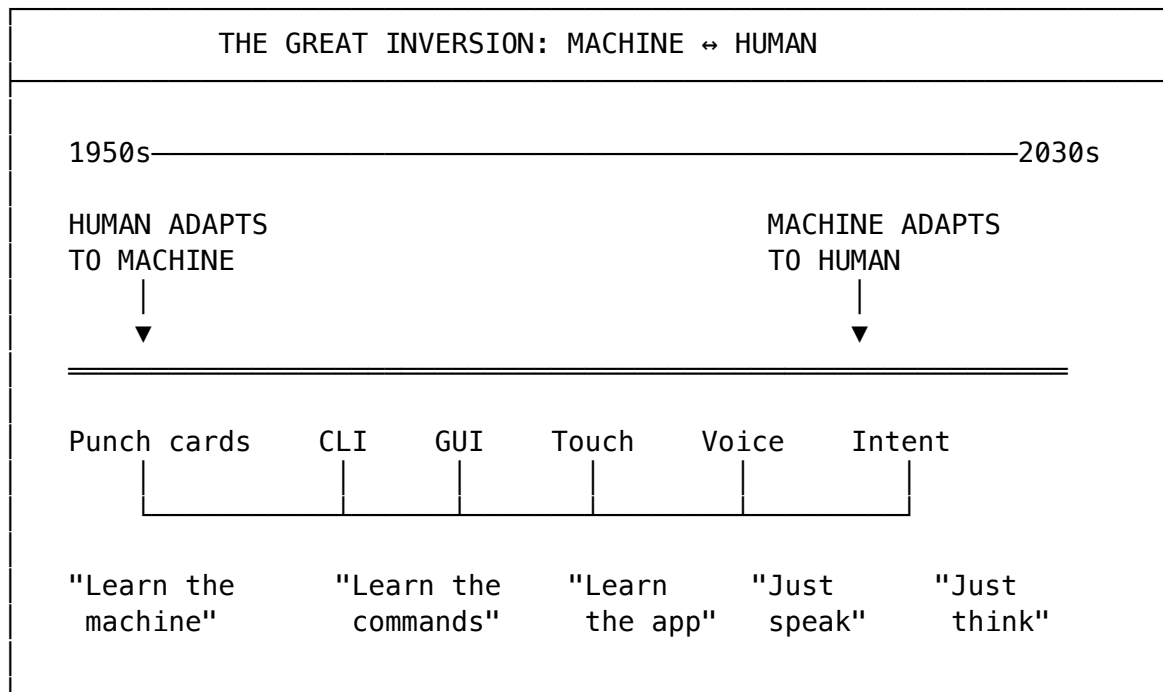 THE GREAT INVERSION: MACHINE ↔ HUMAN
1950s 2030s
HUMAN ADAPTS MACHINE ADAPTS
TO MACHINE TO HUMAN
Punch cards CLI GUI Touch Voice Intent
"Learn the "Learn the "Learn "Just "Just
machine" commands" the app" speak" think"